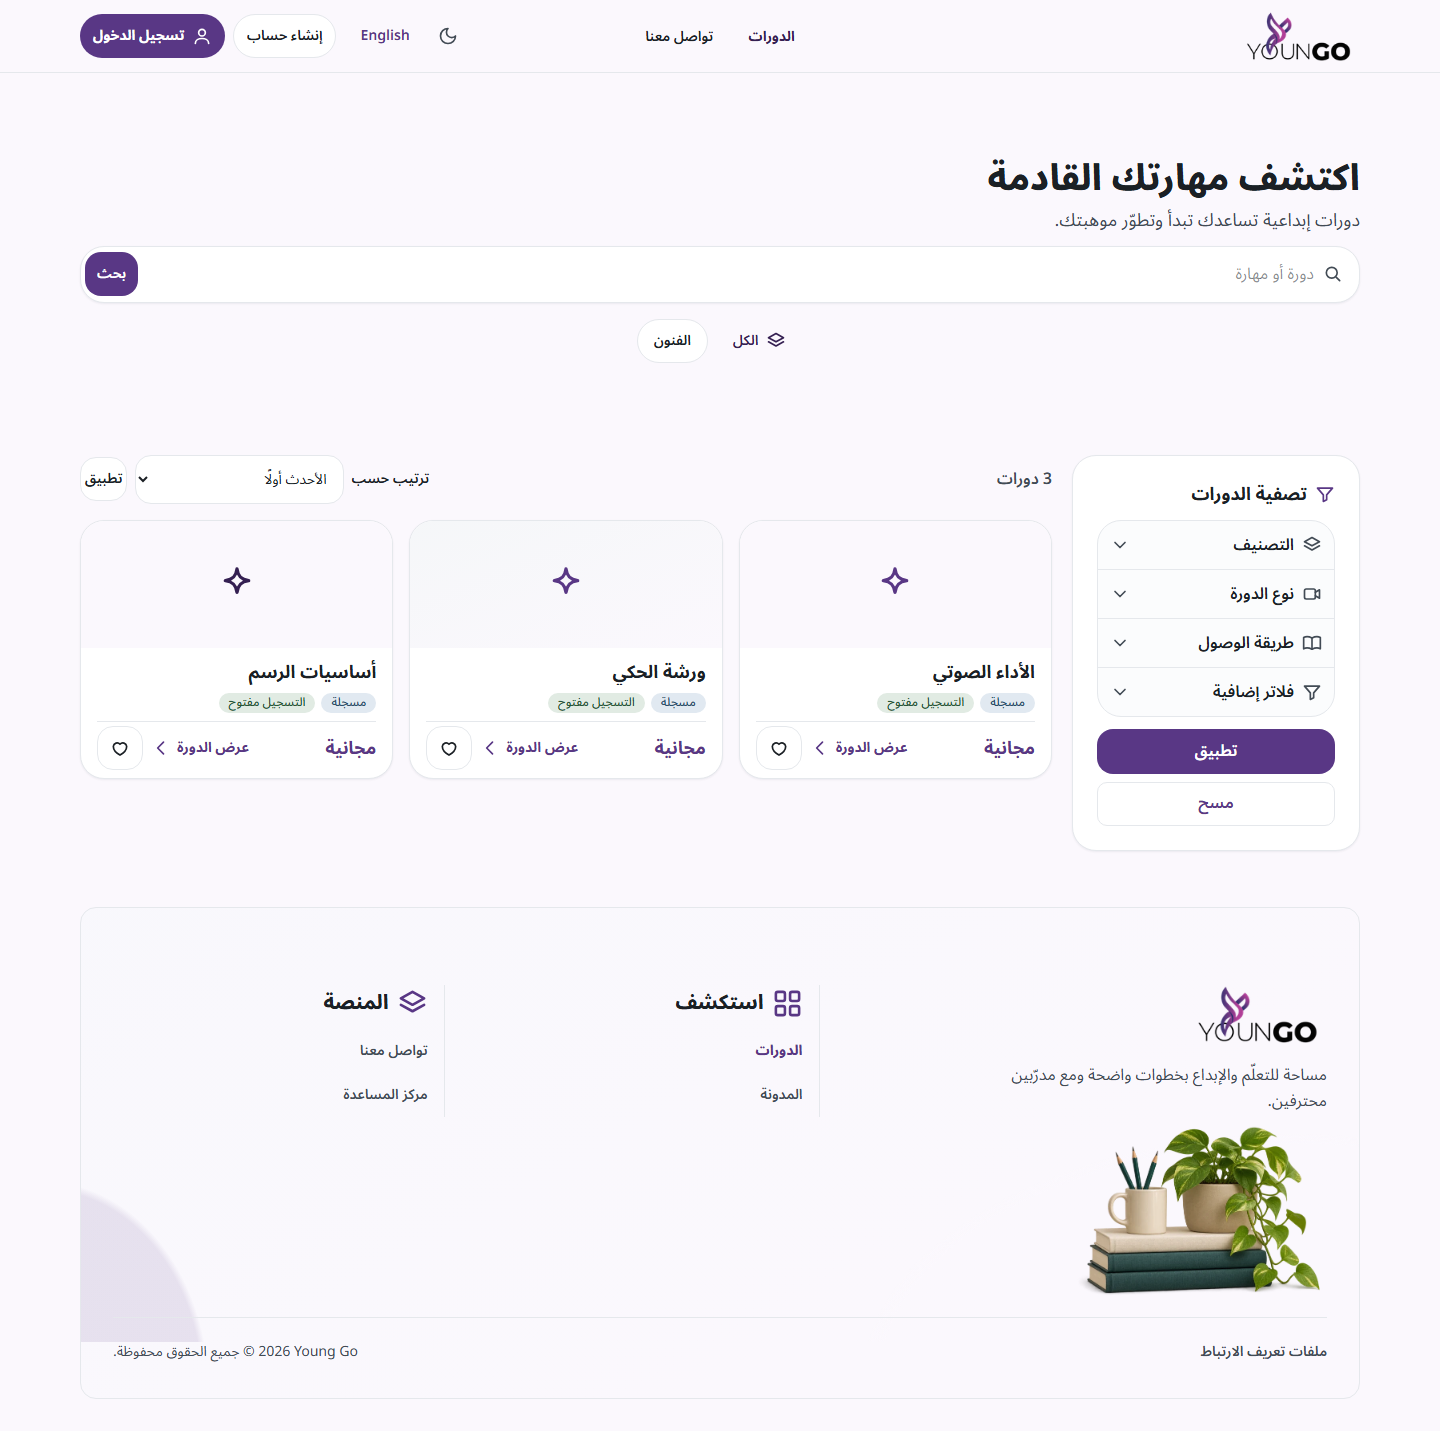 YOUNGO
الدورات
تواصل معنا
English
إنشاء حساب
تسجيل الدخول
اكتشف مهارتك القادمة
دورات إبداعية تساعدك تبدأ وتطوّر موهبتك.
دورة أو مهارة
بحث
الكل
الفنون
تصفية الدورات
التصنيف
نوع الدورة
طريقة الوصول
فلاتر إضافية
تطبيق
مسح
3 دورات
ترتيب حسب
الأحدث أولًا
تطبيق
الأداء الصوتي
مسجلة
التسجيل مفتوح
مجانية
عرض الدورة
ورشة الحكي
مسجلة
التسجيل مفتوح
مجانية
عرض الدورة
أساسيات الرسم
مسجلة
التسجيل مفتوح
مجانية
عرض الدورة
YOUNGO
مساحة للتعلّم والإبداع بخطوات واضحة ومع مدرّبين
محترفين.
استكشف
الدورات
المدونة
المنصة
تواصل معنا
مركز المساعدة
ملفات تعريف الارتباط
© 2026 Young Go جميع الحقوق محفوظة.